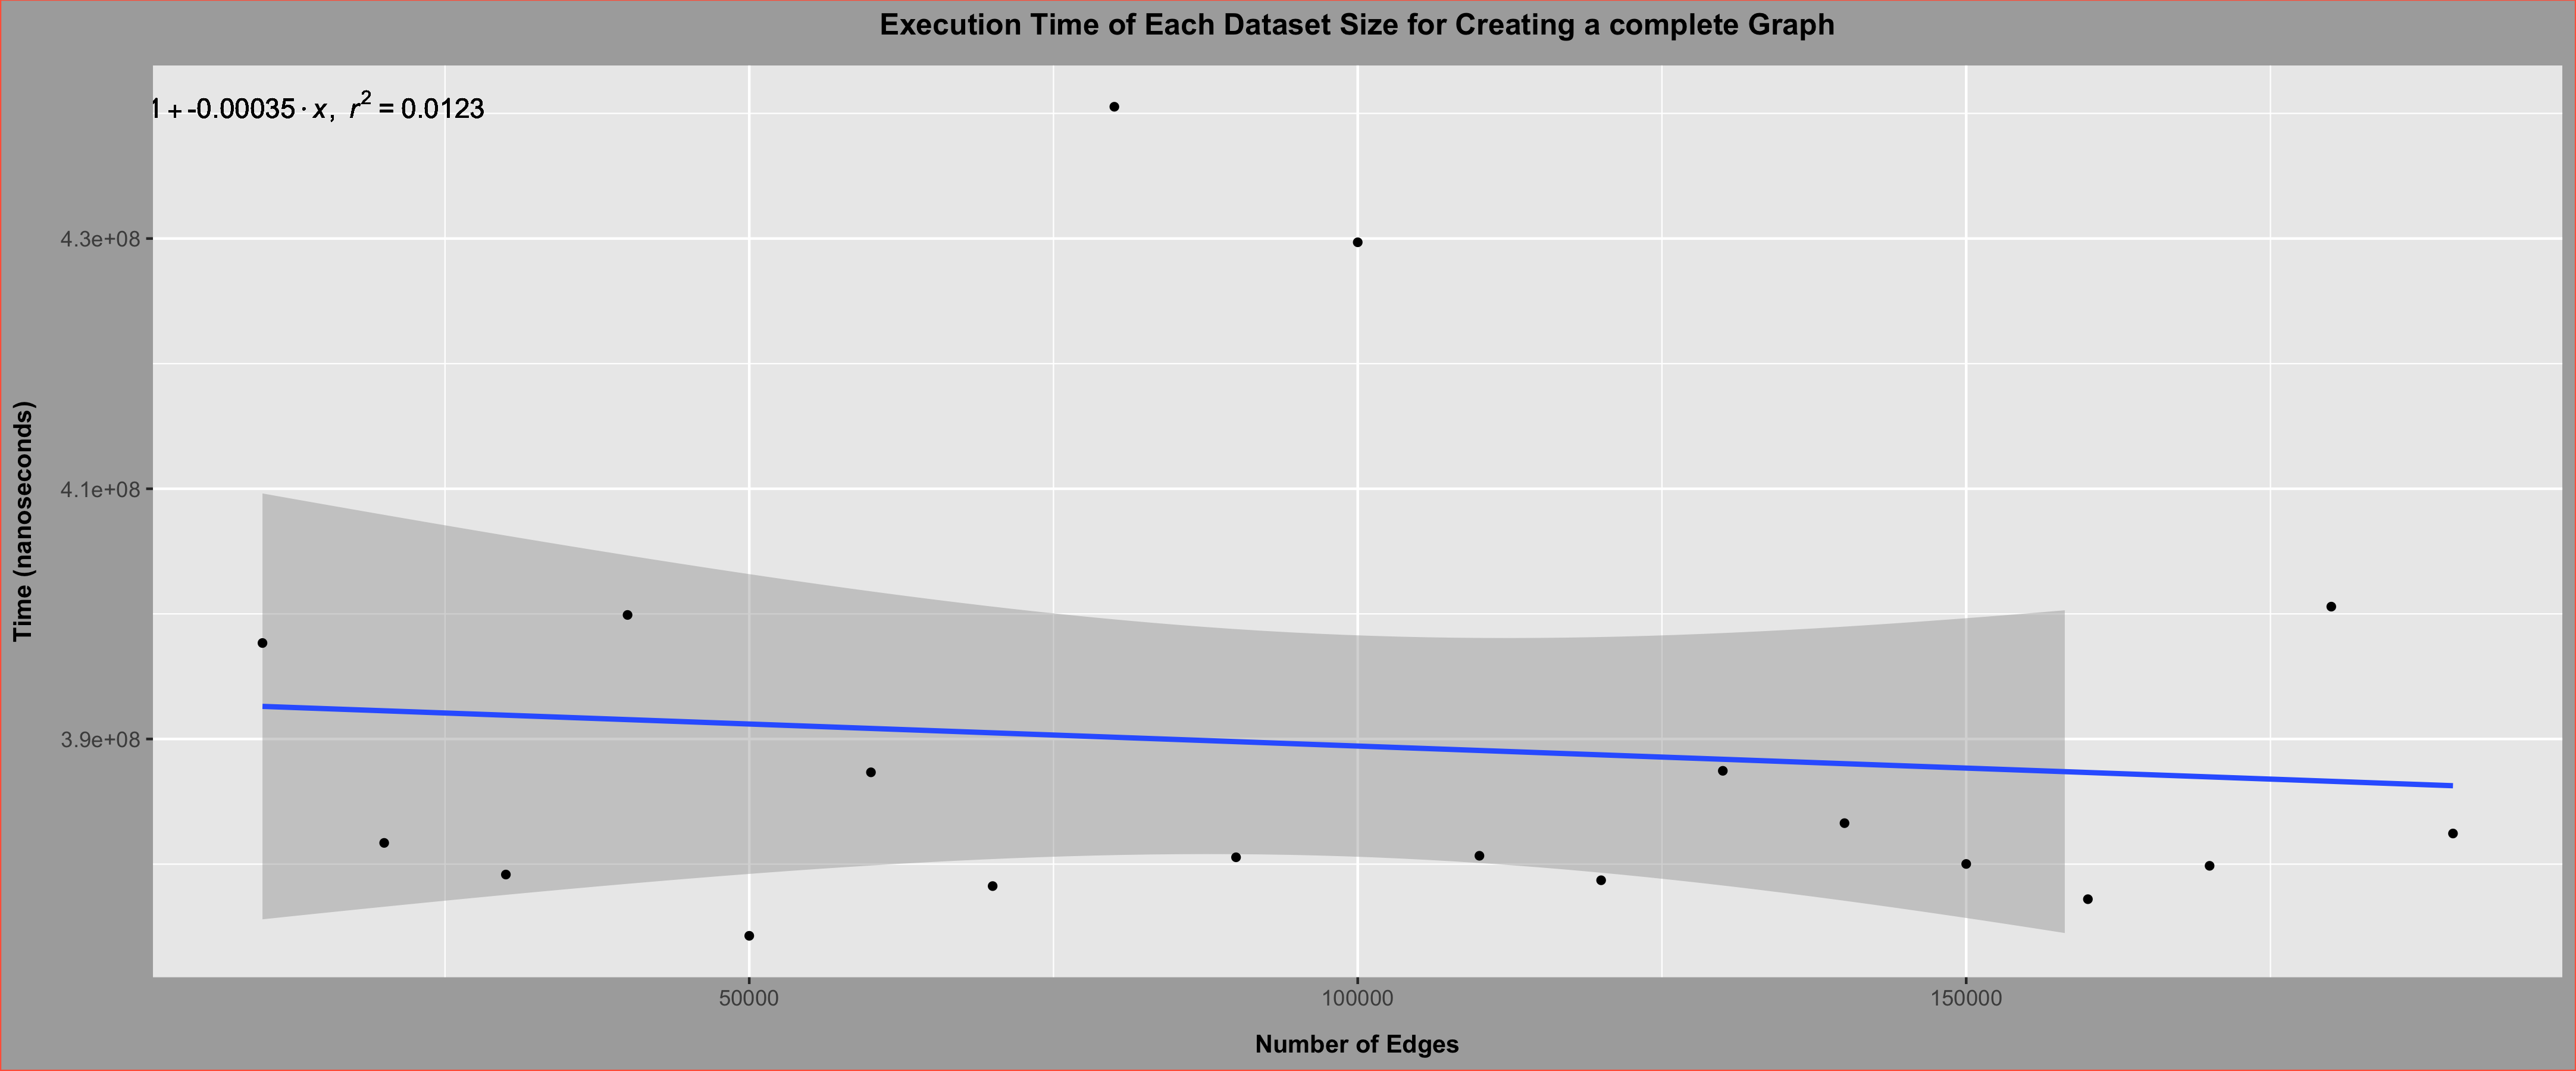 Execution Time of Each Dataset Size for Creating a complete Graph
1 + -0.00035 · x, r² = 0.0123
4.3e+08
4.1e+08
3.9e+08
Time (nanoseconds)
50000 100000 150000
Number of Edges